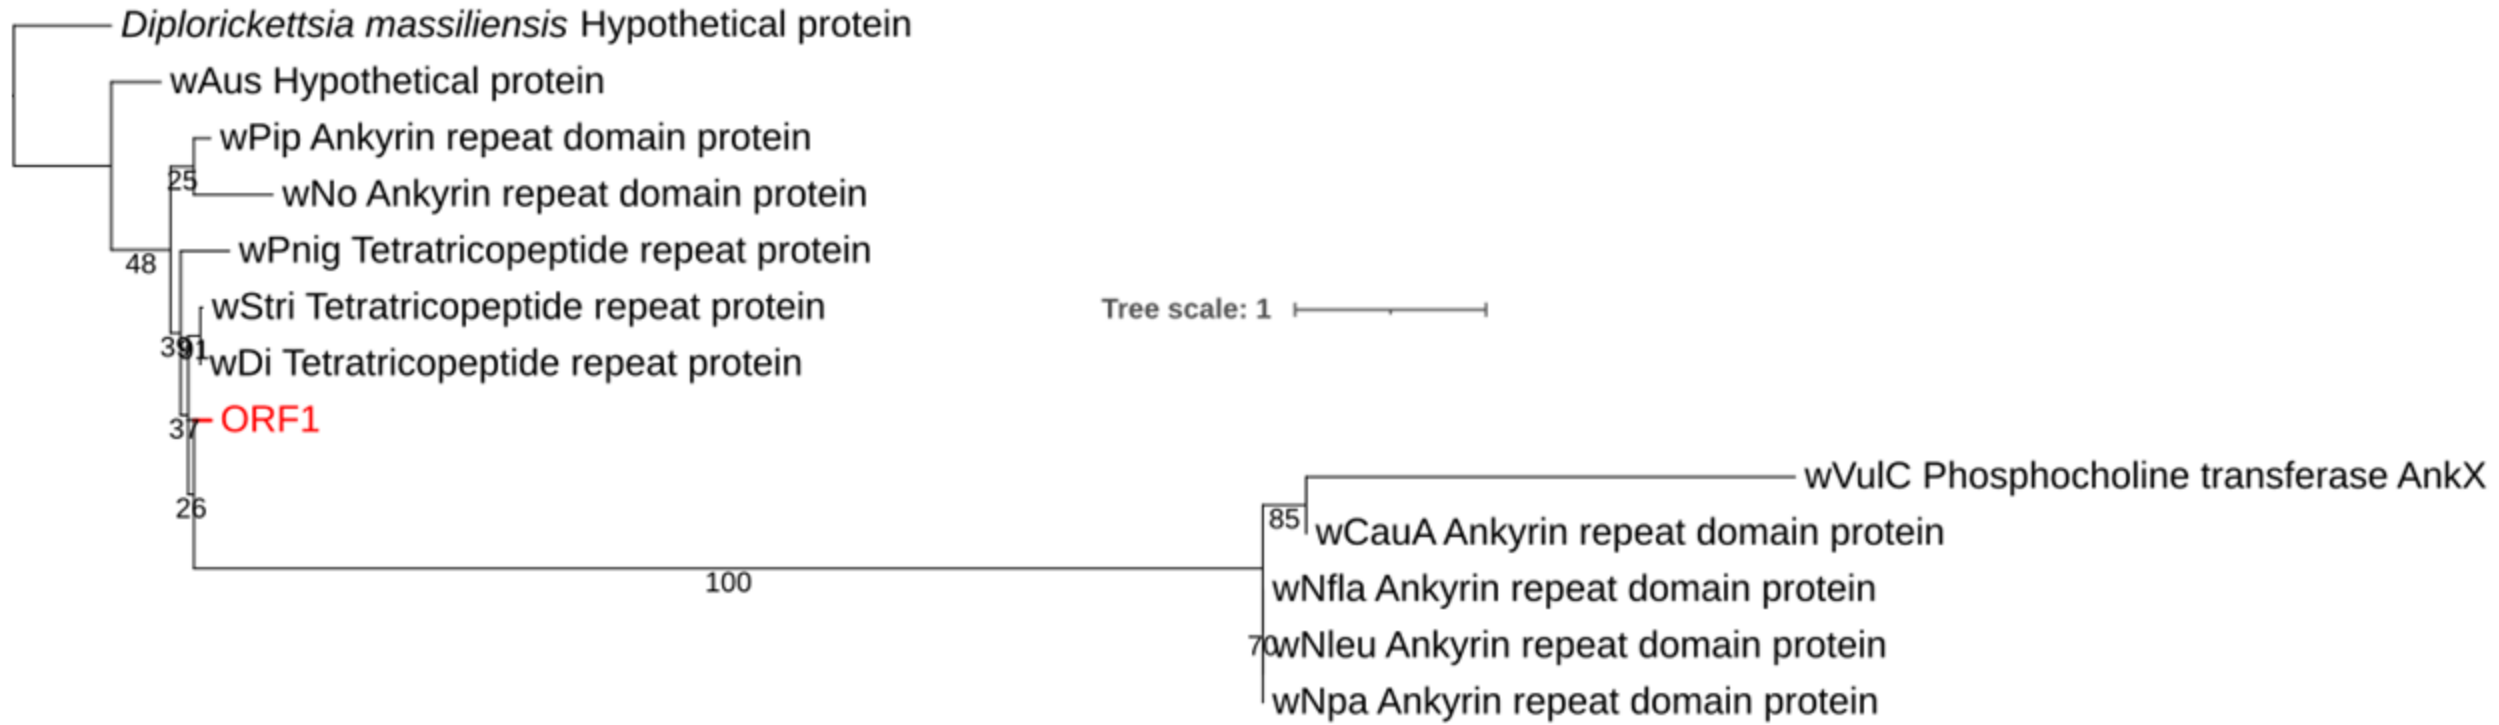 Diplorickettsia massiliensis Hypothetical protein
wAus Hypothetical protein
wPip Ankyrin repeat domain protein
25
wNo Ankyrin repeat domain protein
wPnig Tetratricopeptide repeat protein
48
wStri Tetratricopeptide repeat protein
Tree scale: 1
39
91
wDi Tetratricopeptide repeat protein
ORF1
37
wVulC Phosphocholine transferase AnkX
26
85
wCauA Ankyrin repeat domain protein
100
wNfla Ankyrin repeat domain protein
70
wNleu Ankyrin repeat domain protein
wNpa Ankyrin repeat domain protein